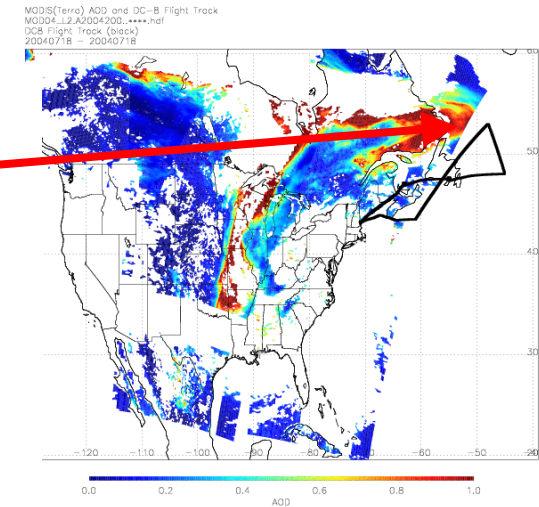 MODIS(Terra) AOD and DC-8 Flight Track
MOD04_L2.A2004200..****.hdf
DC8 Flight Track (black)
20040718 - 20040718
60
50
40
30
-120 -110 -100 -90 -80 -70 -60 -50
0.0 0.2 0.4 0.6 0.8 1.0
AOD